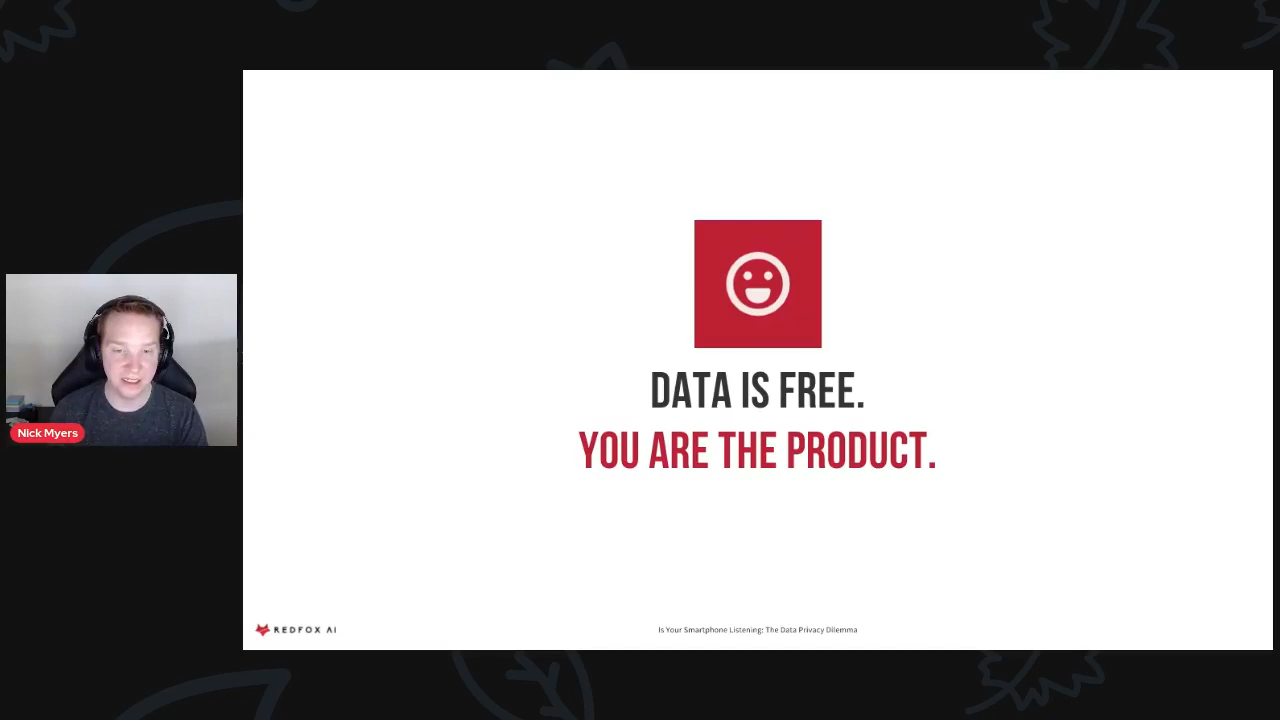 DATA IS FREE.
YOU ARE THE PRODUCT.
Nick Myers
REDFOX AI
Is Your Smartphone Listening: The Data Privacy Dilemma